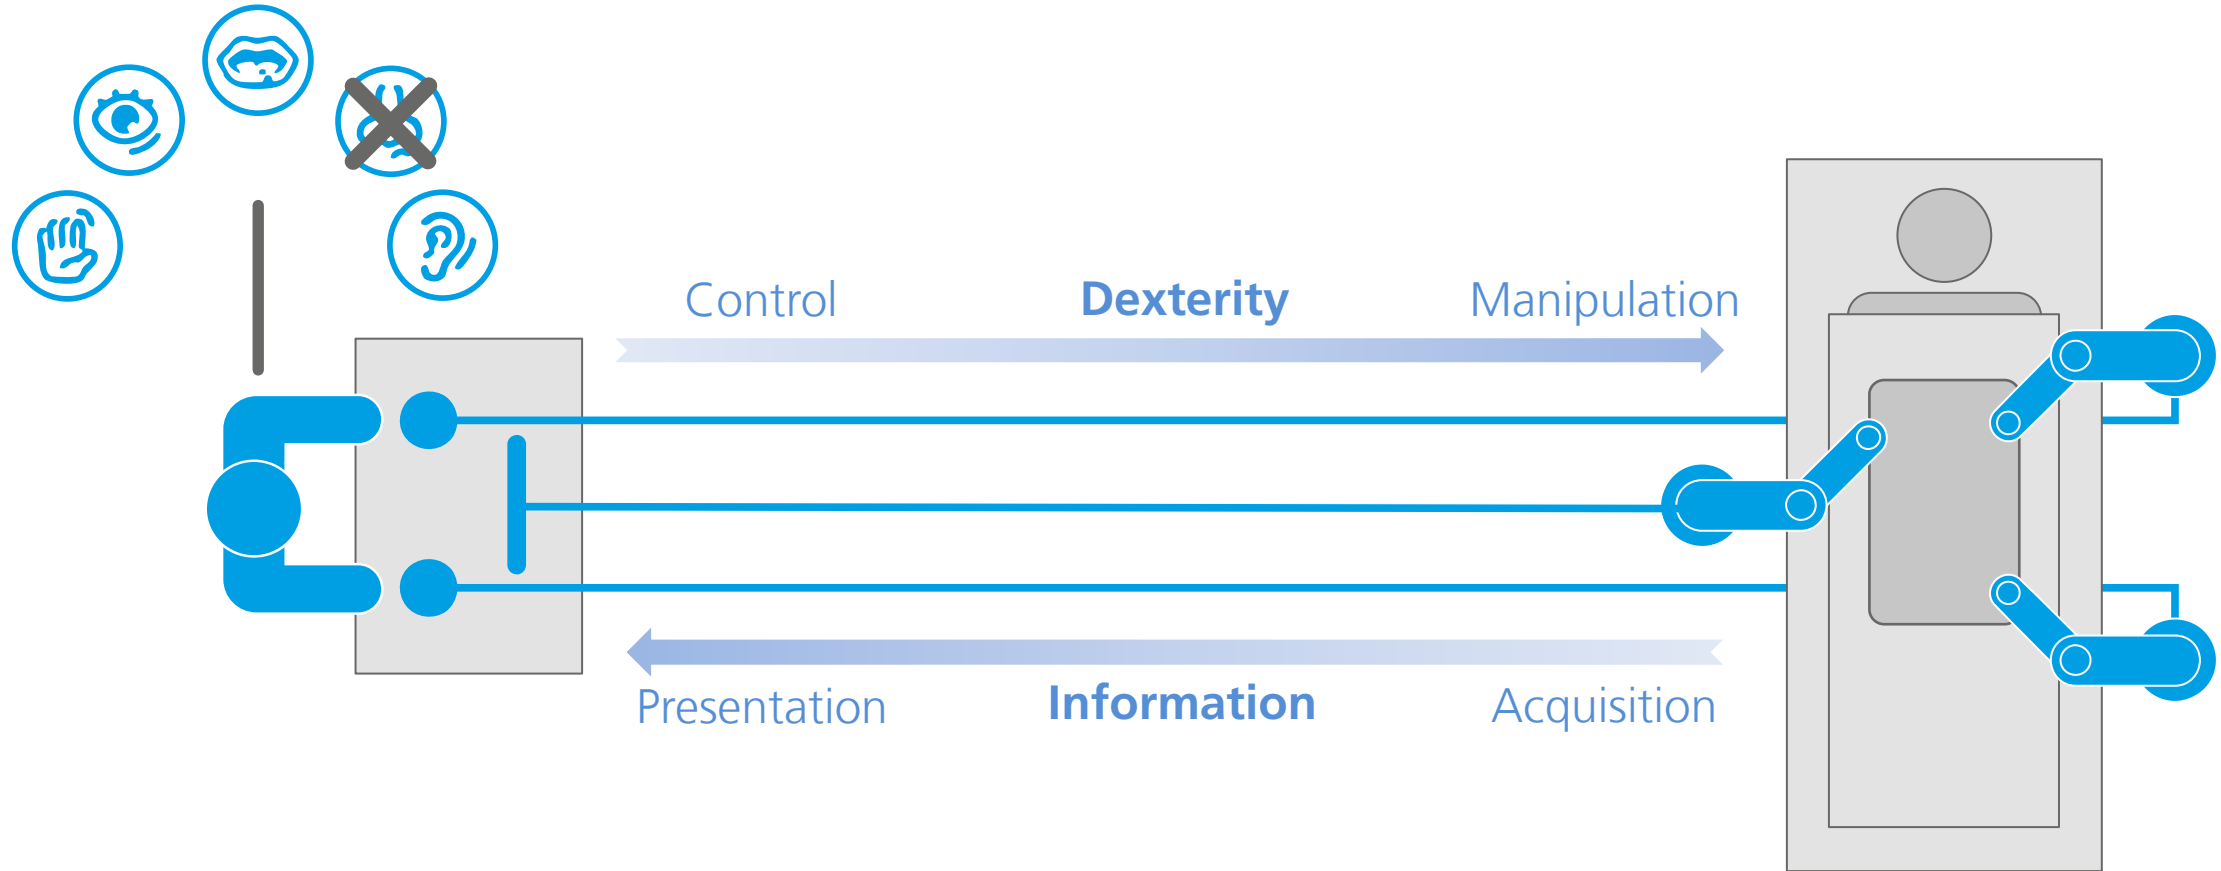 Control
Dexterity
Manipulation
Presentation
Information
Acquisition